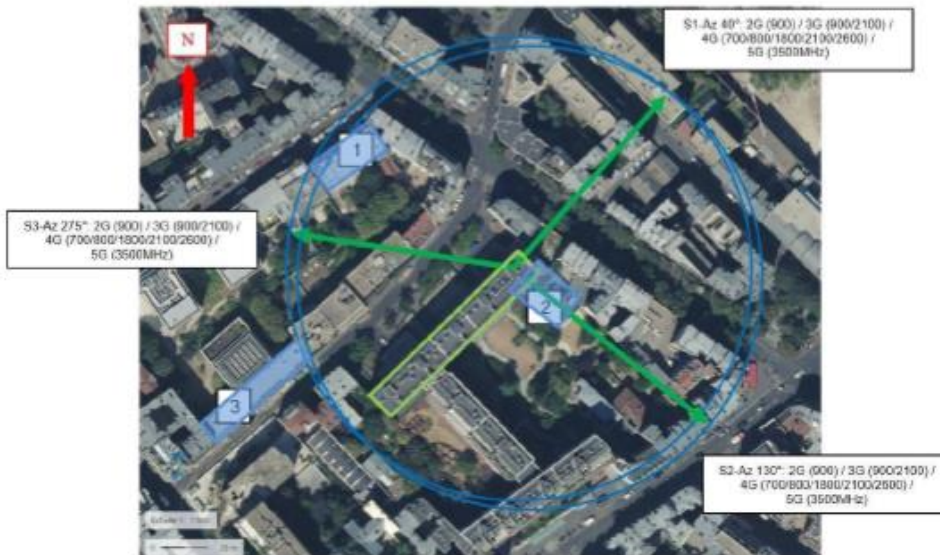 S1-Az 40°: 2G (900) / 3G (900/2100) /
4G (700/800/1800/2100/2600) /
5G (3500MHz)
N
1
S3-Az 275°: 2G (900) / 3G (900/2100) /
4G (700/800/1800/2100/2600) /
5G (3500MHz)
2
3
S2-Az 130°: 2G (900) / 3G (900/2100) /
4G (700/800/1800/2100/2600) /
5G (3500MHz)